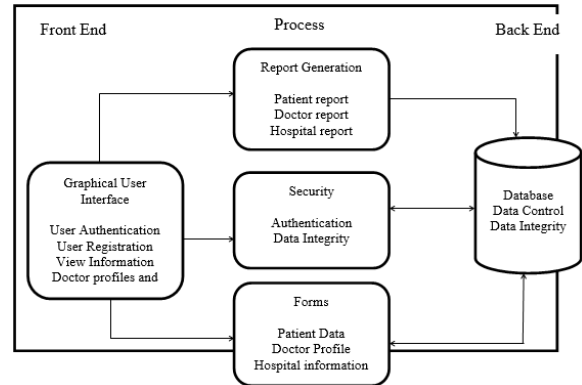 Front End
Process
Back End
Report Generation
Patient report
Doctor report
Hospital report
Graphical User
Interface
User Authentication
User Registration
View Information
Doctor profiles and
Security
Authentication
Data Integrity
Database
Data Control
Data Integrity
Forms
Patient Data
Doctor Profile
Hospital information